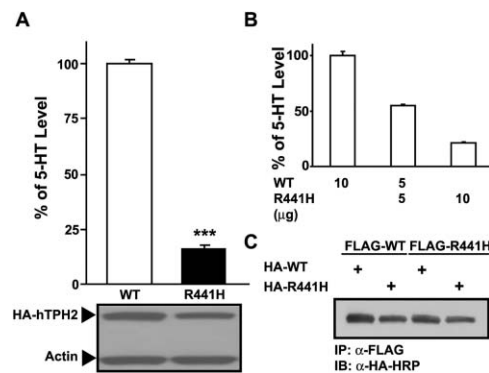 A
% of 5-HT Level
100
75
50
25
0
***
WT R441H
HA-hTPH2
Actin
B
% of 5-HT Level
100
50
0
WT 10 5
R441H 5 10
(μg)
C
FLAG-WT FLAG-R441H
HA-WT + +
HA-R441H + +
IP: α-FLAG
IB: α-HA-HRP